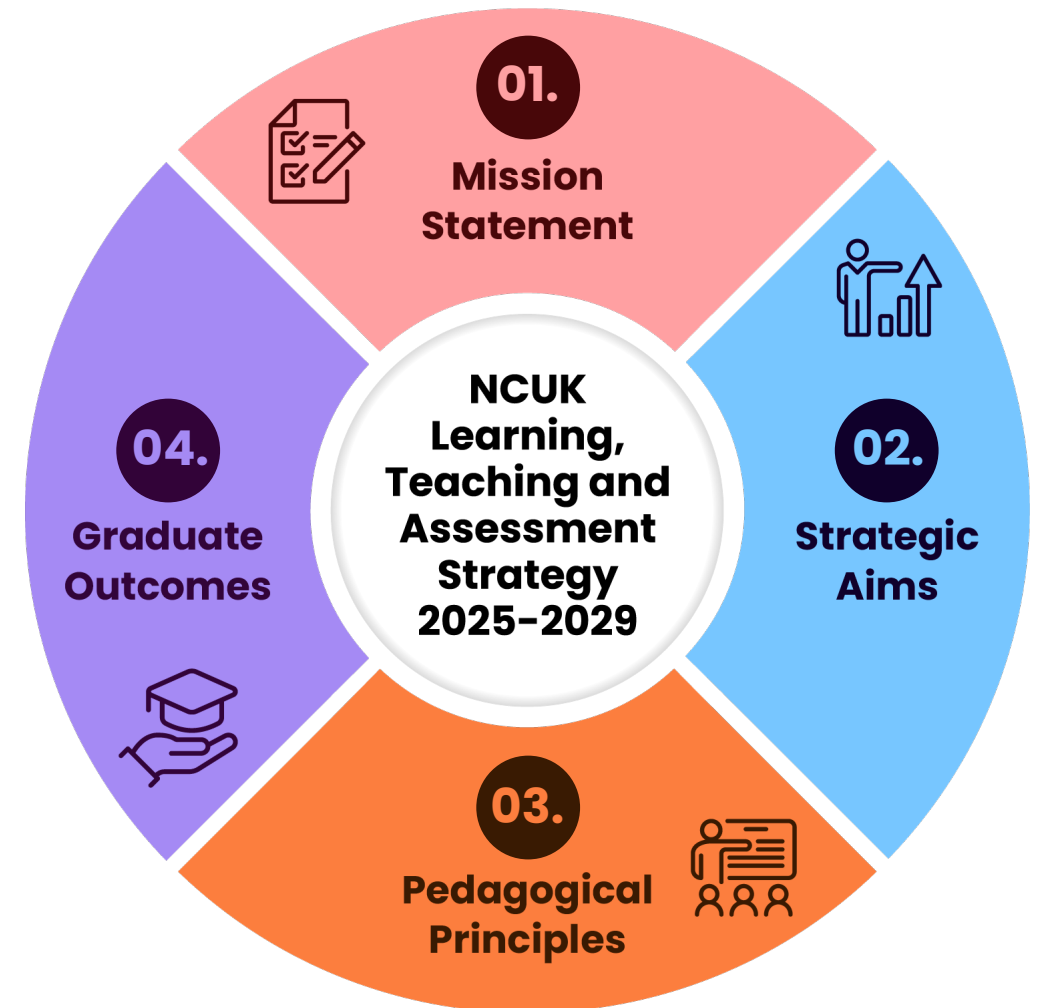 01.
Mission
Statement
02.
Strategic
Aims
03.
Pedagogical
Principles
04.
Graduate
Outcomes
NCUK
Learning,
Teaching and
Assessment
Strategy
2025-2029